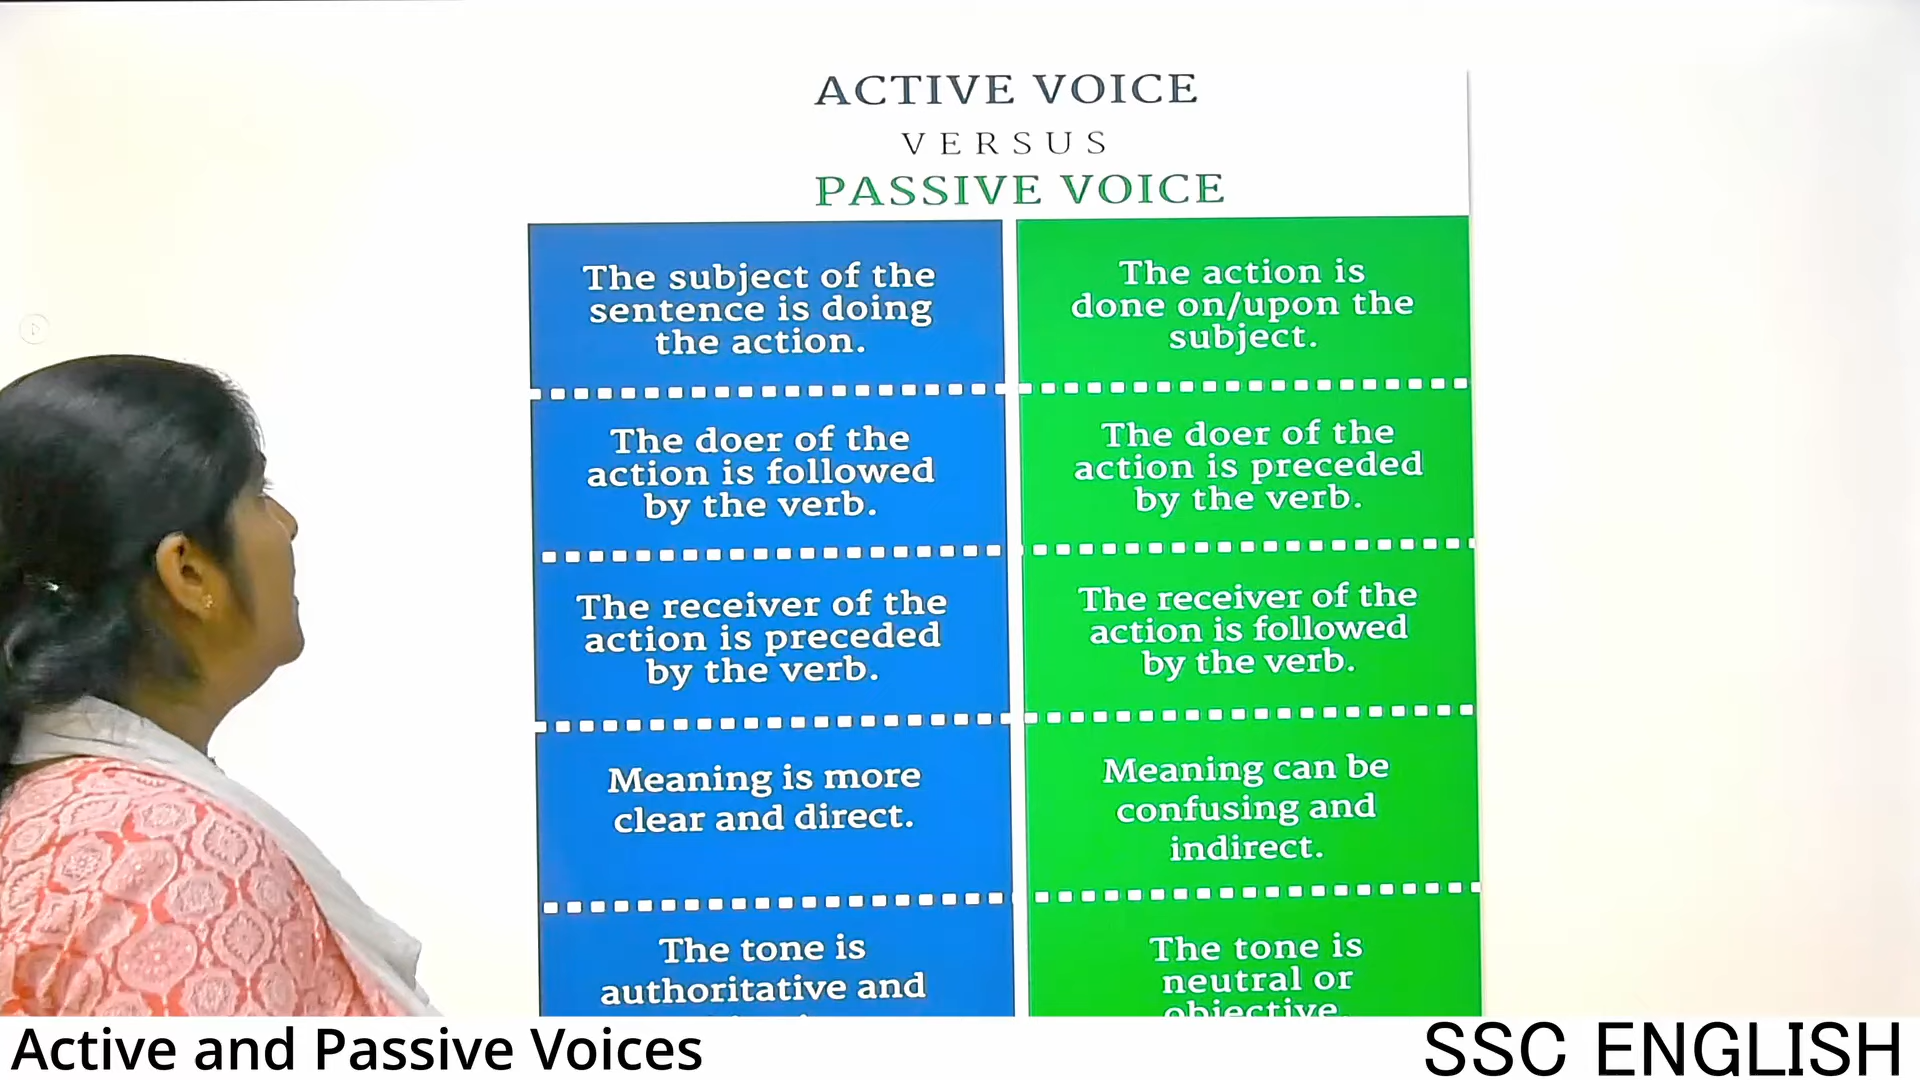 ACTIVE VOICE
VERSUS
PASSIVE VOICE
The subject of the
sentence is doing
the action.
The action is
done on/upon the
subject.
The doer of the
action is followed
by the verb.
The doer of the
action is preceded
by the verb.
The receiver of the
action is preceded
by the verb.
The receiver of the
action is followed
by the verb.
Meaning is more
clear and direct.
Meaning can be
confusing and
indirect.
The tone is
authoritative and
The tone is
neutral or
objective.
Active and Passive Voices
SSC ENGLISH